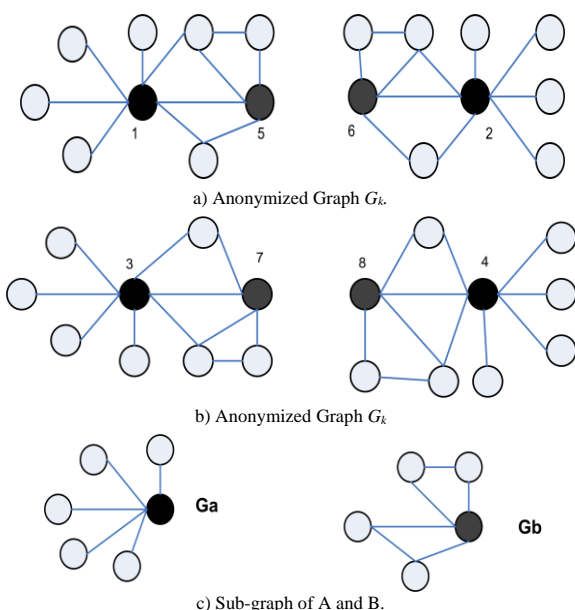 1 5 6 2
a) Anonymized Graph Gk.
3 7 8 4
b) Anonymized Graph Gk
Ga Gb
c) Sub-graph of A and B.